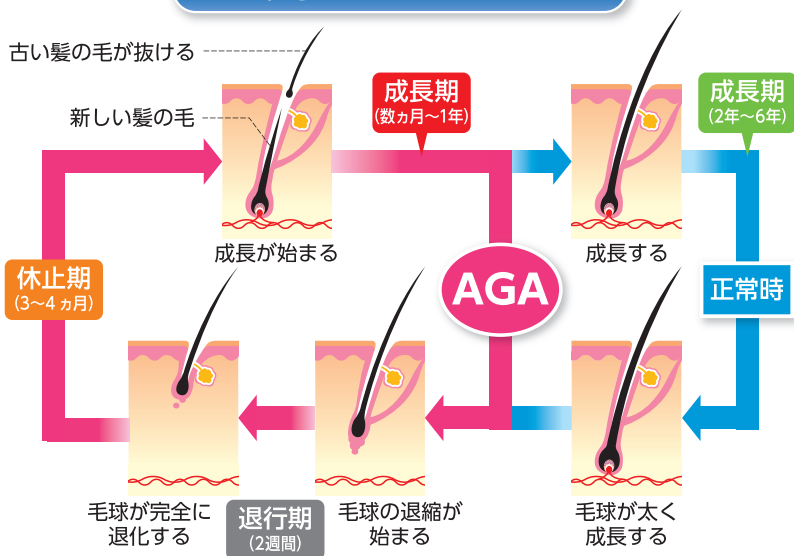 古い髪の毛が抜ける
新しい髪の毛
成長期
(数ヵ月〜1年)
成長期
(2年〜6年)
成長が始まる
成長する
休止期
(3〜4ヵ月)
AGA
正常時
毛球が完全に
退化する
退行期
(2週間)
毛球の退縮が
始まる
毛球が太く
成長する